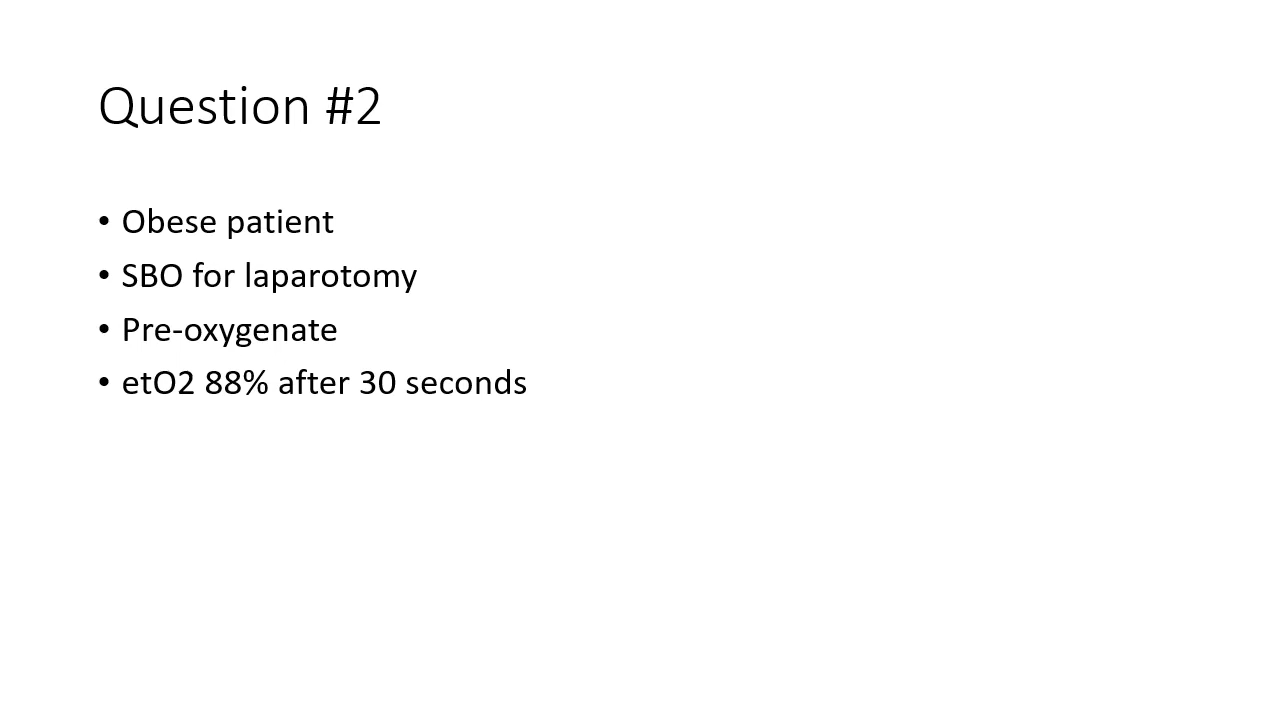 Question #2
• Obese patient
• SBO for laparotomy
• Pre-oxygenate
• etO2 88% after 30 seconds